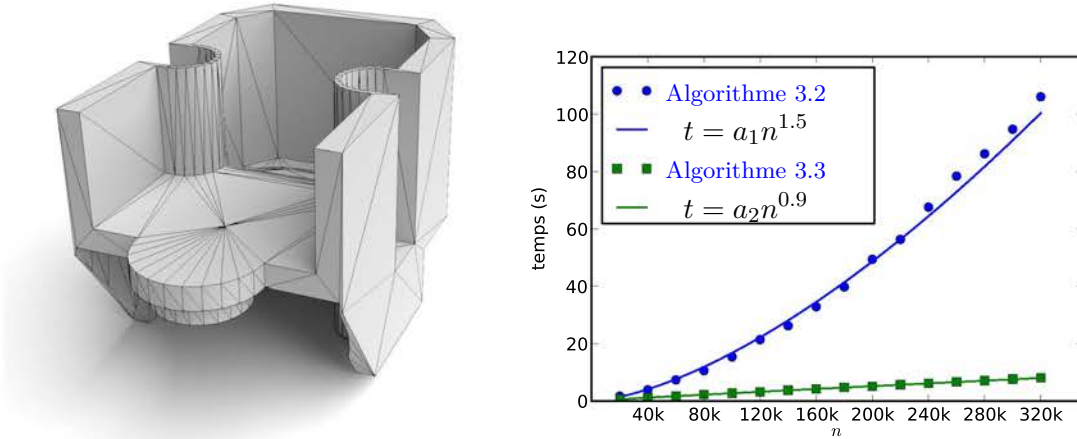 120
100
80
60
40
20
0
temps (s)
Algorithme 3.2
t = a₁n^1.5
Algorithme 3.3
t = a₂n^0.9
40k 80k 120k 160k 200k 240k 280k 320k
n